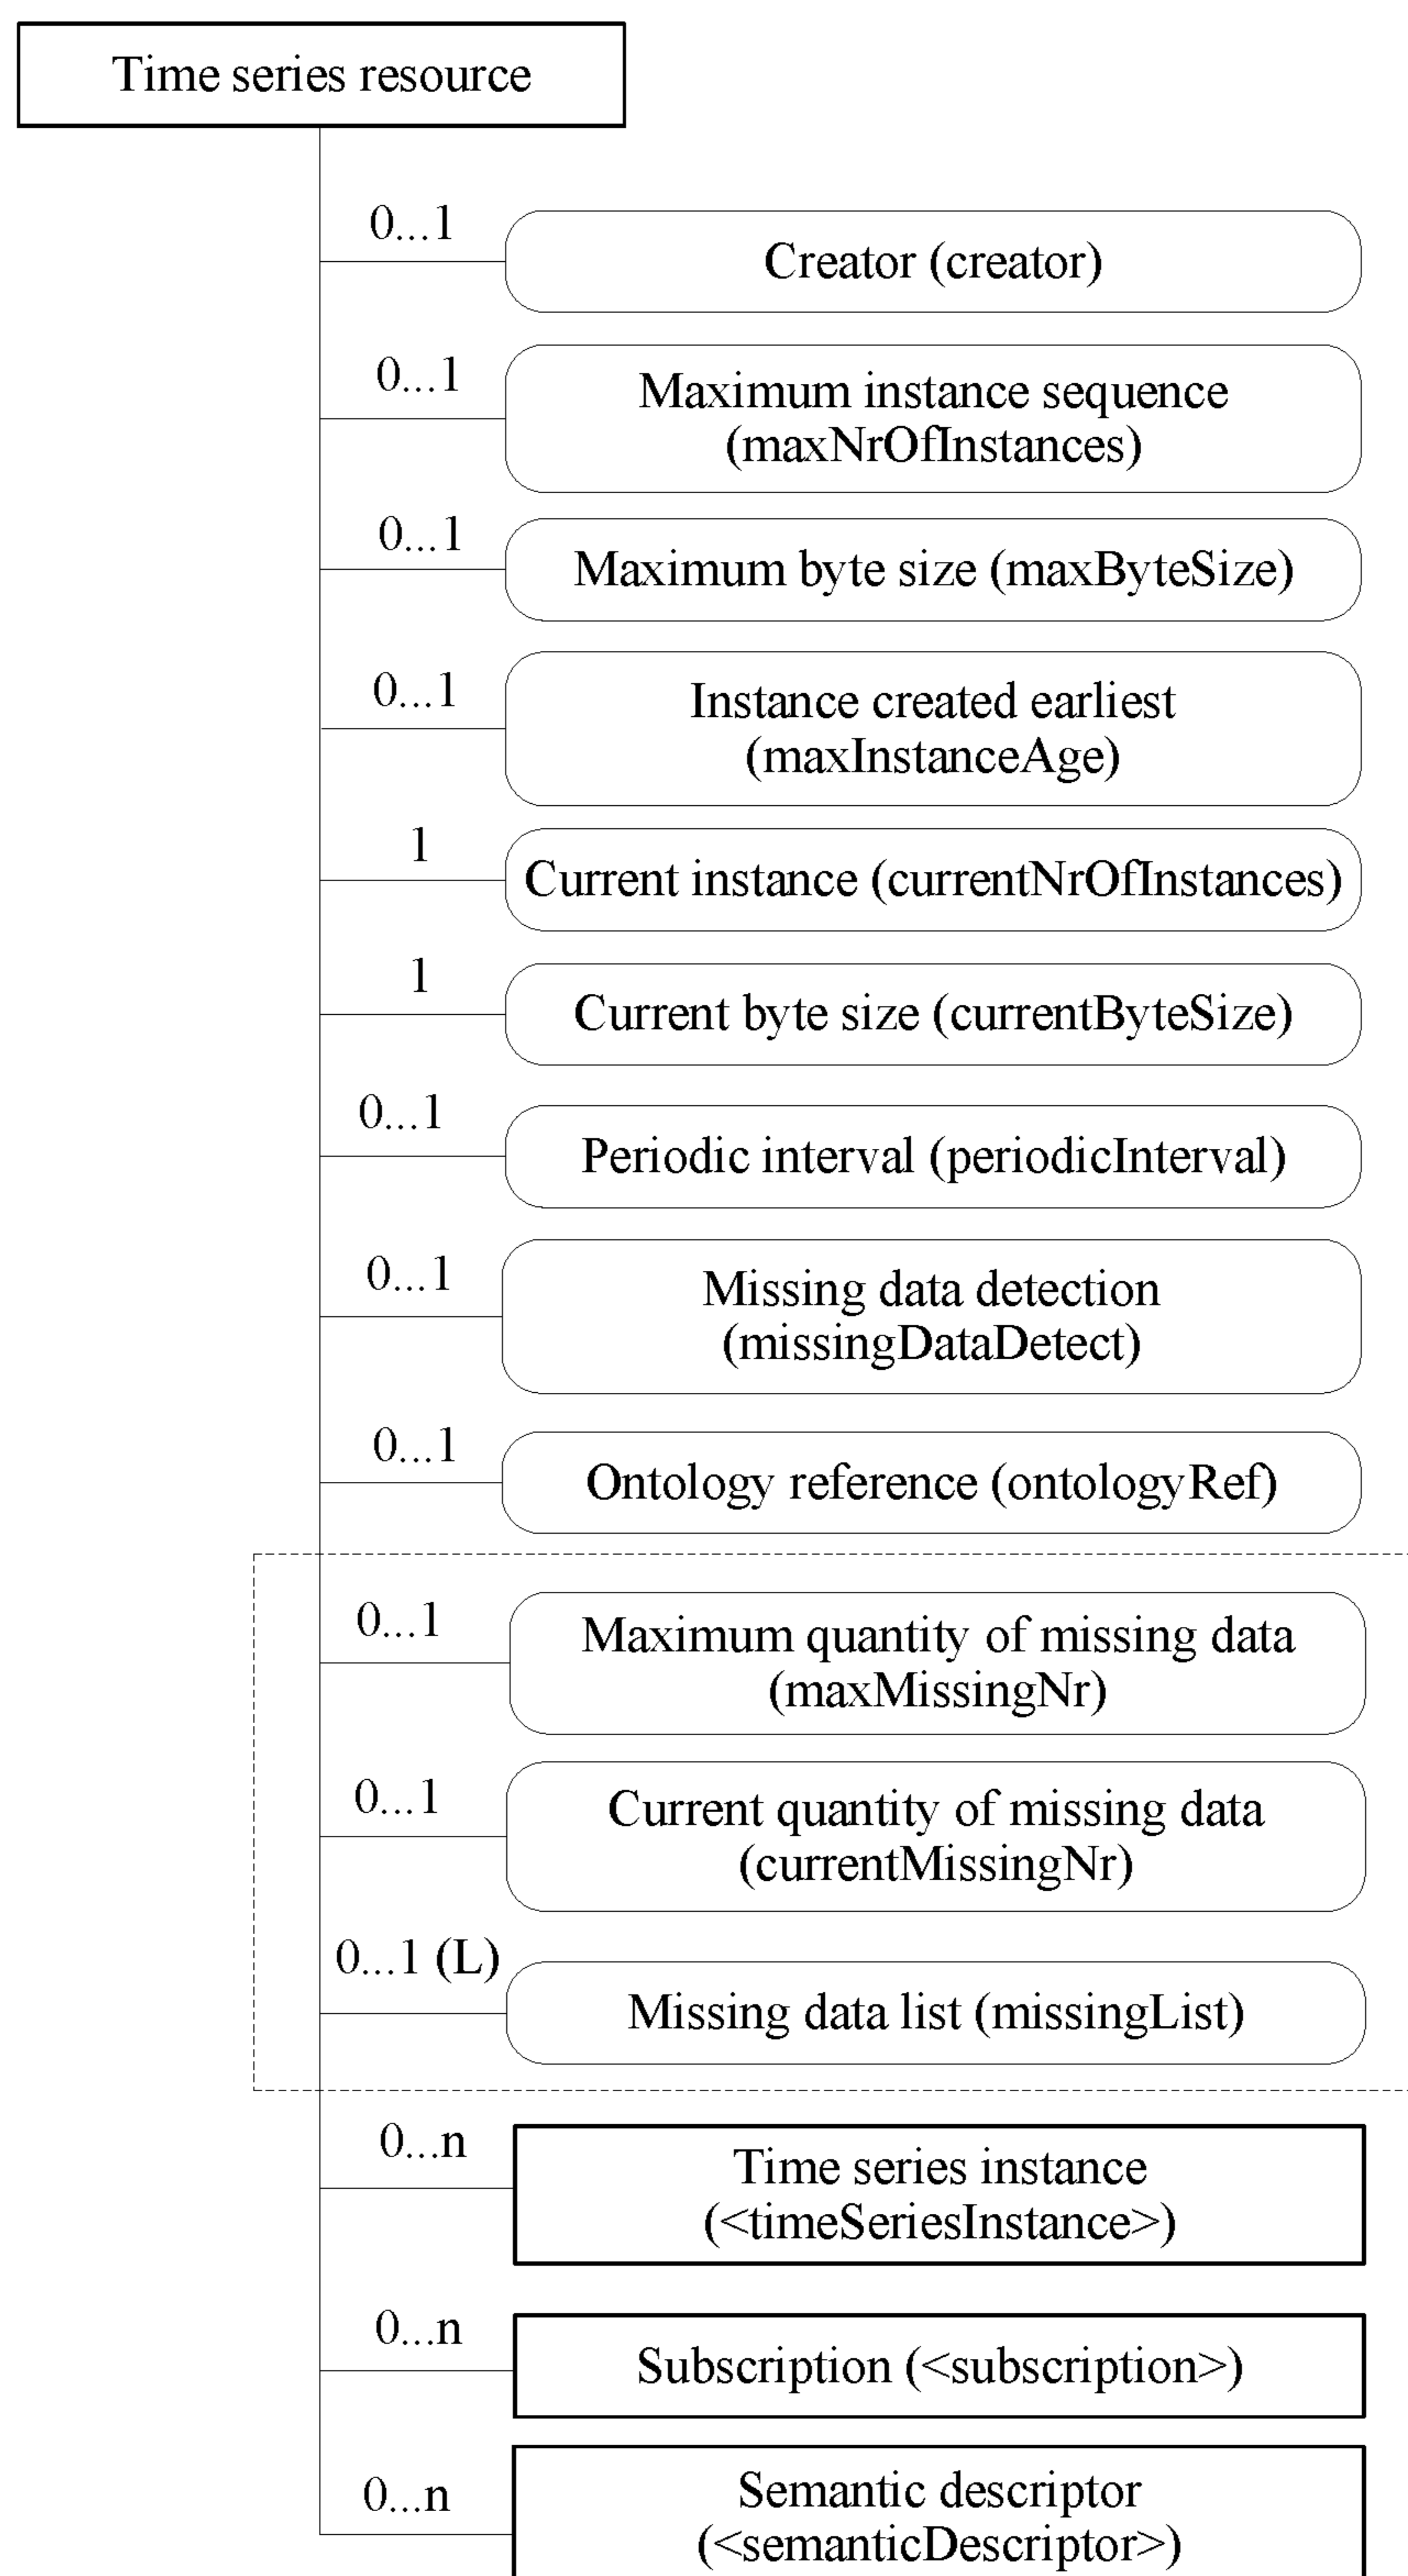 Time series resource
0...1
Creator (creator)
0...1
Maximum instance sequence
(maxNrOfInstances)
0...1
Maximum byte size (maxByteSize)
0...1
Instance created earliest
(maxInstanceAge)
1
Current instance (currentNrOfInstances)
1
Current byte size (currentByteSize)
0...1
Periodic interval (periodicInterval)
0...1
Missing data detection
(missingDataDetect)
0...1
Ontology reference (ontologyRef)
0...1
Maximum quantity of missing data
(maxMissingNr)
0...1
Current quantity of missing data
(currentMissingNr)
0...1 (L)
Missing data list (missingList)
0...n
Time series instance
(<timeSeriesInstance>)
0...n
Subscription (<subscription>)
0...n
Semantic descriptor
(<semanticDescriptor>)